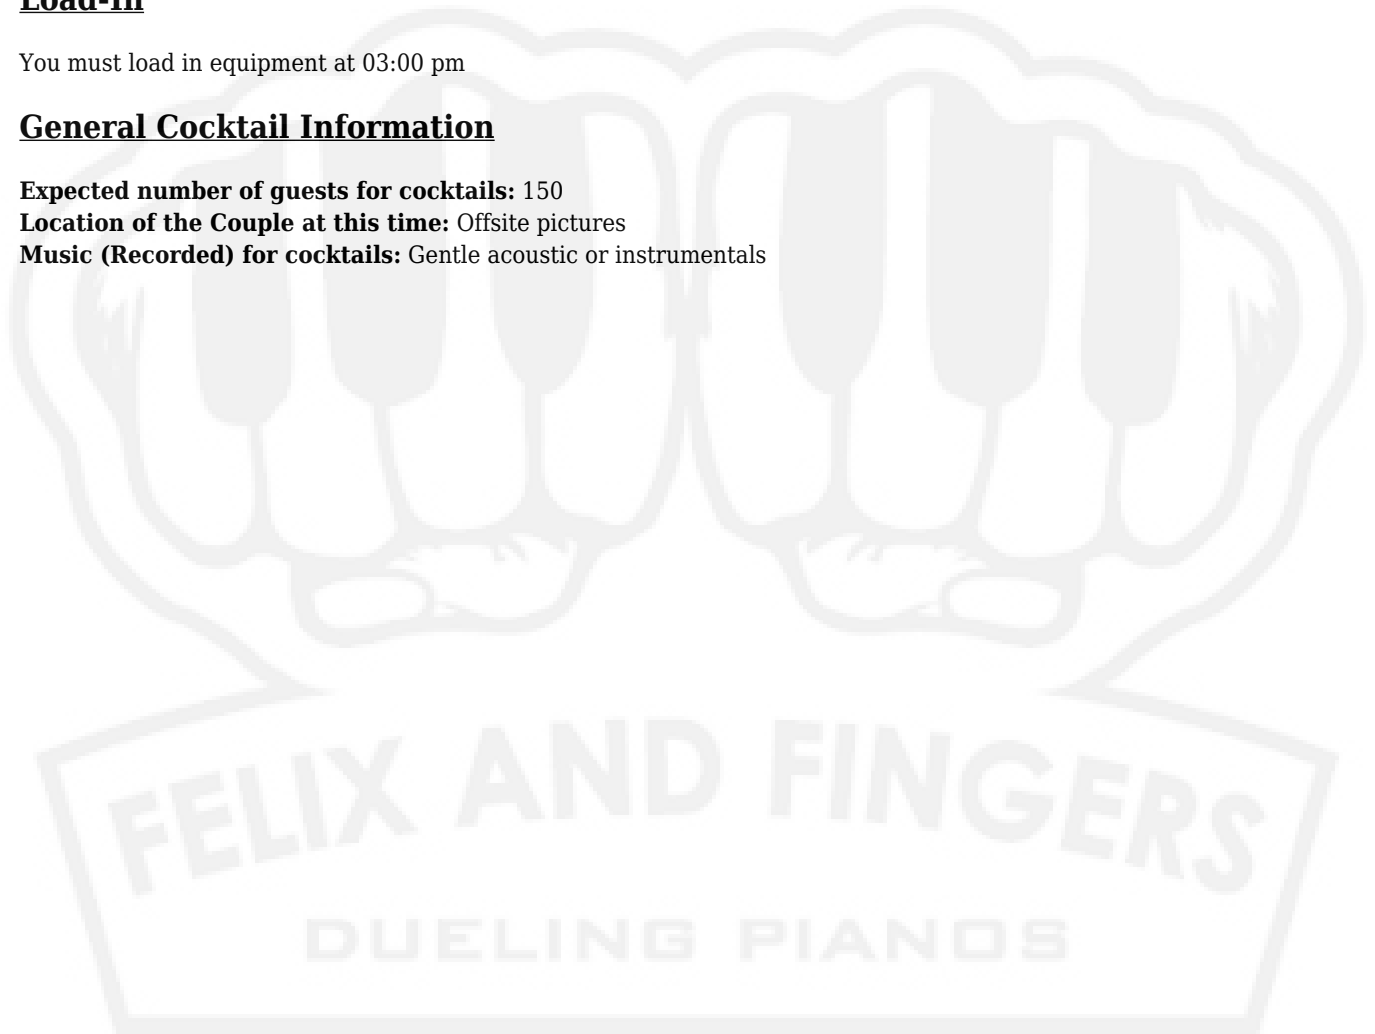 Load-In
You must load in equipment at 03:00 pm
General Cocktail Information
Expected number of guests for cocktails: 150
Location of the Couple at this time: Offsite pictures
Music (Recorded) for cocktails: Gentle acoustic or instrumentals
FELIX AND FINGERS
DUELING PIANOS